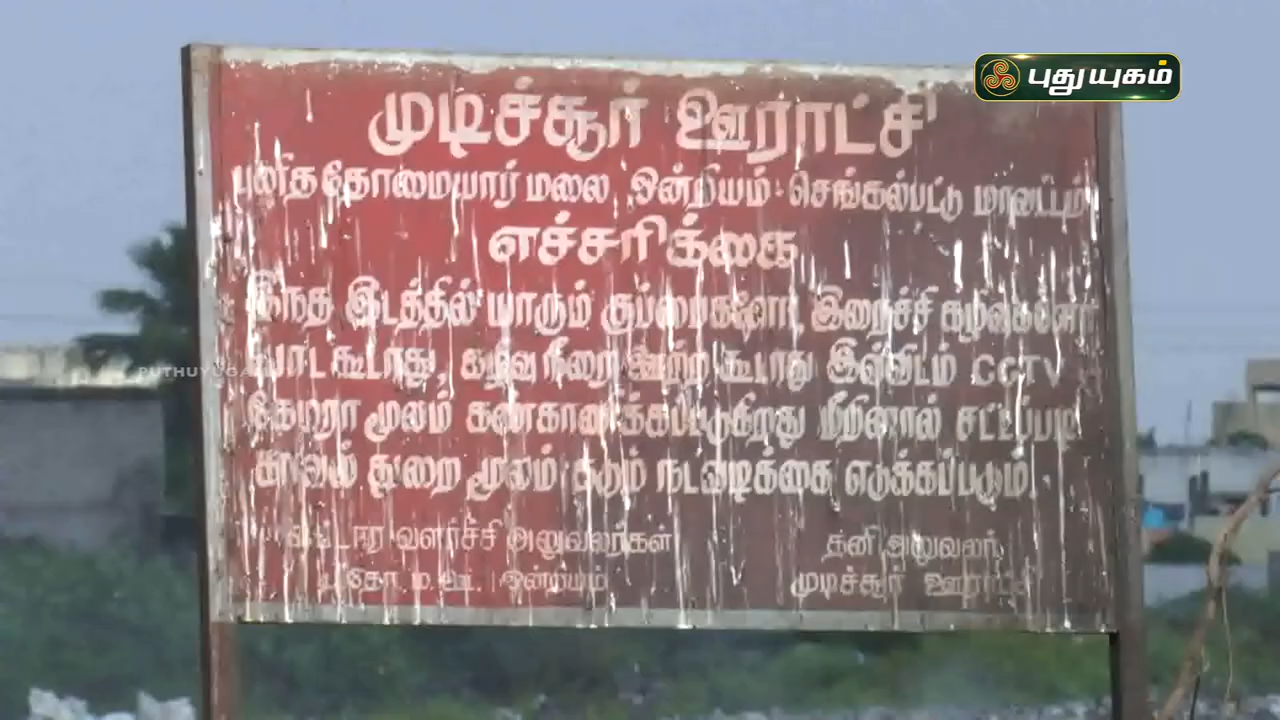 புதுயுகம்
முடிச்சூர் ஊராட்சி
புனித தோமையார் மலை ஒன்றியம் - செங்கல்பட்டு மாவட்டம்
எச்சரிக்கை
இந்த இடத்தில் யாரும் குப்பைகளோ, இறைச்சி கழிவுகளோ
கூடாது, கழிவு நீரை ஊற்ற கூடாது இவ்விடம் CCTV
கேமரா மூலம் கண்காணிக்கப்பட்டுகிறது மீறினால் சட்டப்படி
காவல் துறை மூலம் கடும் நடவடிக்கை எடுக்கப்படும்.
வட்டார வளர்ச்சி அலுவலர்கள்
ஒன்றியம்
தனி அலுவலர்,
முடிச்சூர் ஊராட்சி